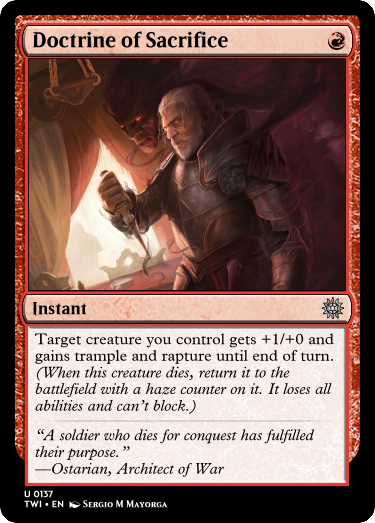 Doctrine of Sacrifice
Instant
Target creature you control gets +1/+0 and
gains trample and rapture until end of turn.
(When this creature dies, return it to the
battlefield with a haze counter on it. It loses all
abilities and can't block.)
"A soldier who dies for conquest has fulfilled
their purpose."
—Ostarian, Architect of War
U 0137
TWI • EN Sergio M Mayorga